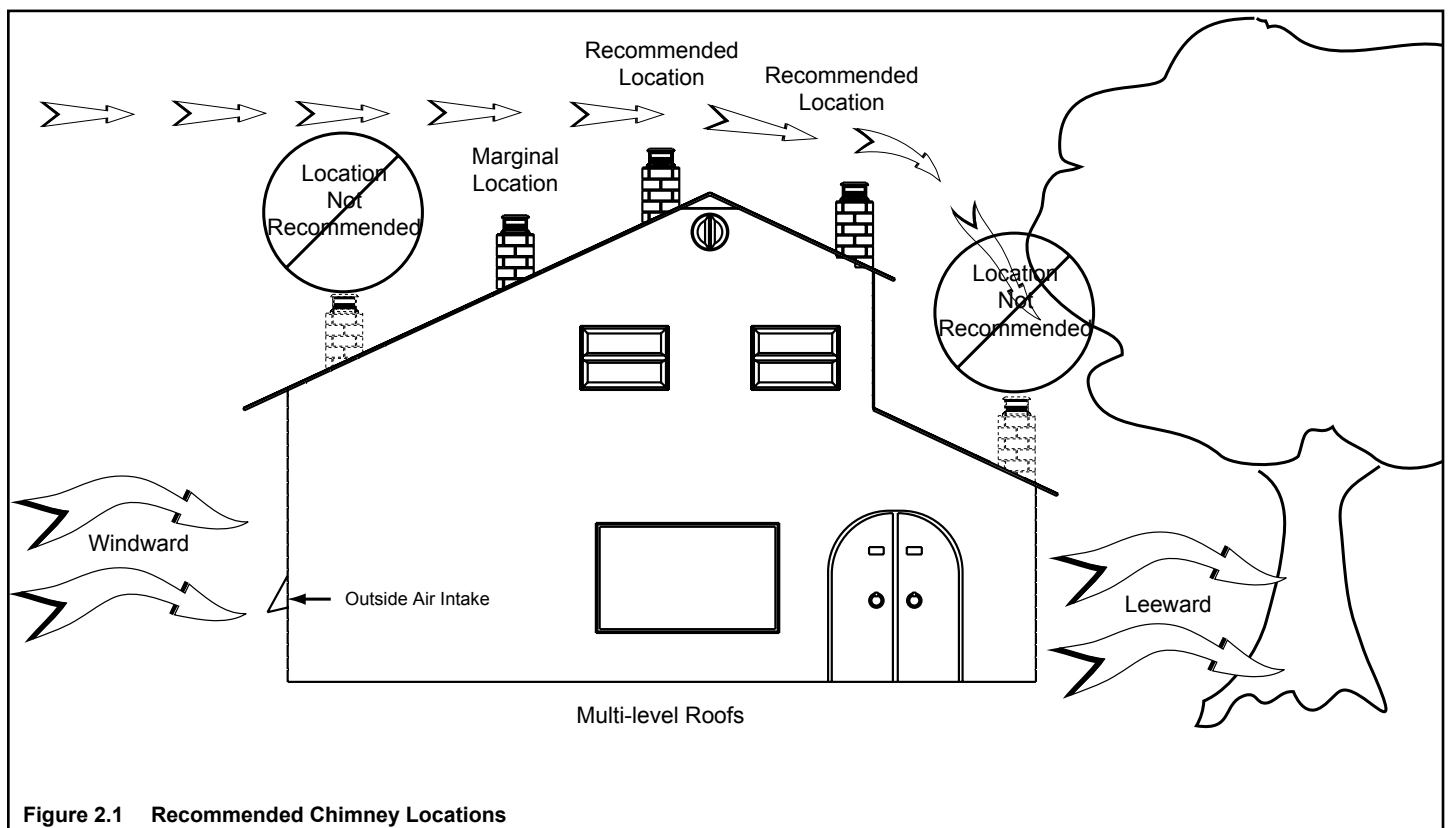 Recommended
Location
Recommended
Location
Location
Not
Recommended
Marginal
Location
Location
Not
Recommended
Windward
Outside Air Intake
Leeward
Multi-level Roofs
Figure 2.1 Recommended Chimney Locations